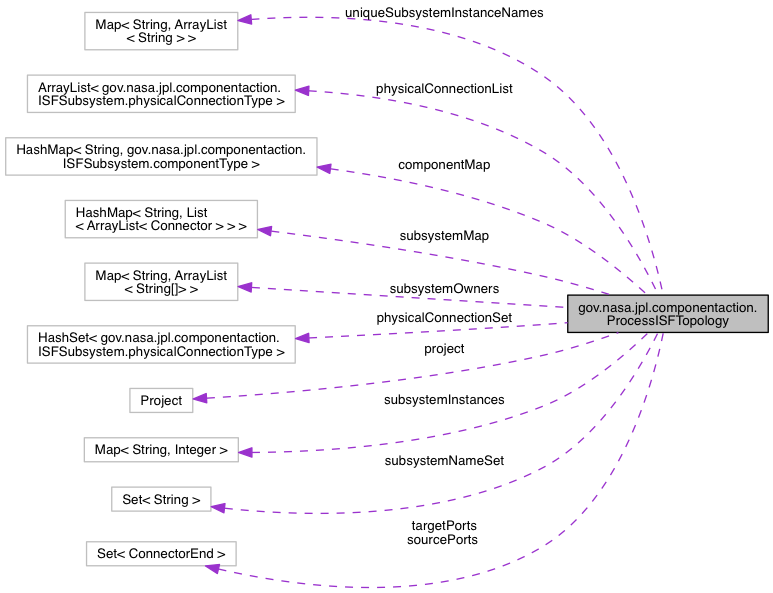 uniqueSubsystemInstanceNames
Map< String, ArrayList
< String > >
physicalConnectionList
ArrayList< gov.nasa.jpl.componentaction.
ISFSubsystem.physicalConnectionType >
componentMap
HashMap< String, gov.nasa.jpl.componentaction.
ISFSubsystem.componentType >
HashMap< String, List
< ArrayList< Connector > > >
subsystemMap
Map< String, ArrayList
< String[]> >
subsystemOwners
gov.nasa.jpl.componentaction.
ProcessISFTopology
physicalConnectionSet
HashSet< gov.nasa.jpl.componentaction.
ISFSubsystem.physicalConnectionType >
project
Project
subsystemInstances
Map< String, Integer >
subsystemNameSet
Set< String >
targetPorts
sourcePorts
Set< ConnectorEnd >